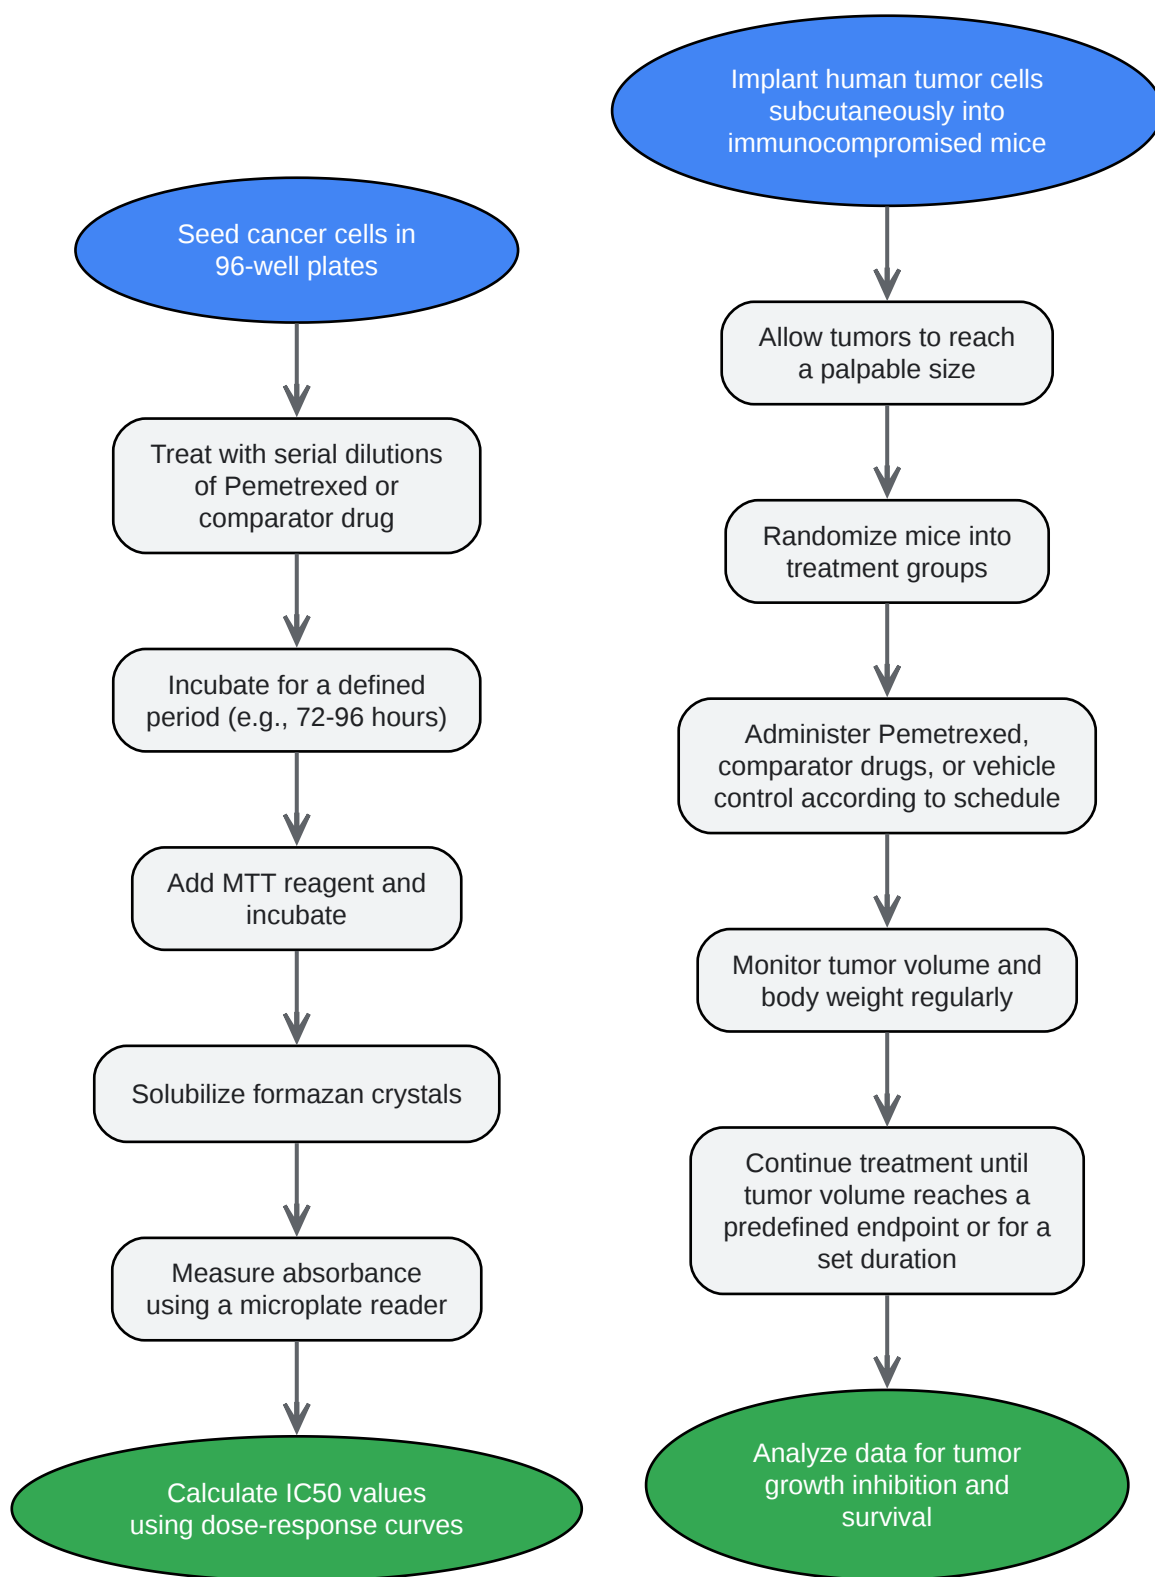 Seed cancer cells in
96-well plates
Treat with serial dilutions
of Pemetrexed or
comparator drug
Incubate for a defined
period (e.g., 72-96 hours)
Add MTT reagent and
incubate
Solubilize formazan crystals
Measure absorbance
using a microplate reader
Calculate IC50 values
using dose-response curves
Implant human tumor cells
subcutaneously into
immunocompromised mice
Allow tumors to reach
a palpable size
Randomize mice into
treatment groups
Administer Pemetrexed,
comparator drugs, or vehicle
control according to schedule
Monitor tumor volume and
body weight regularly
Continue treatment until
tumor volume reaches a
predefined endpoint or for a
set duration
Analyze data for tumor
growth inhibition and
survival